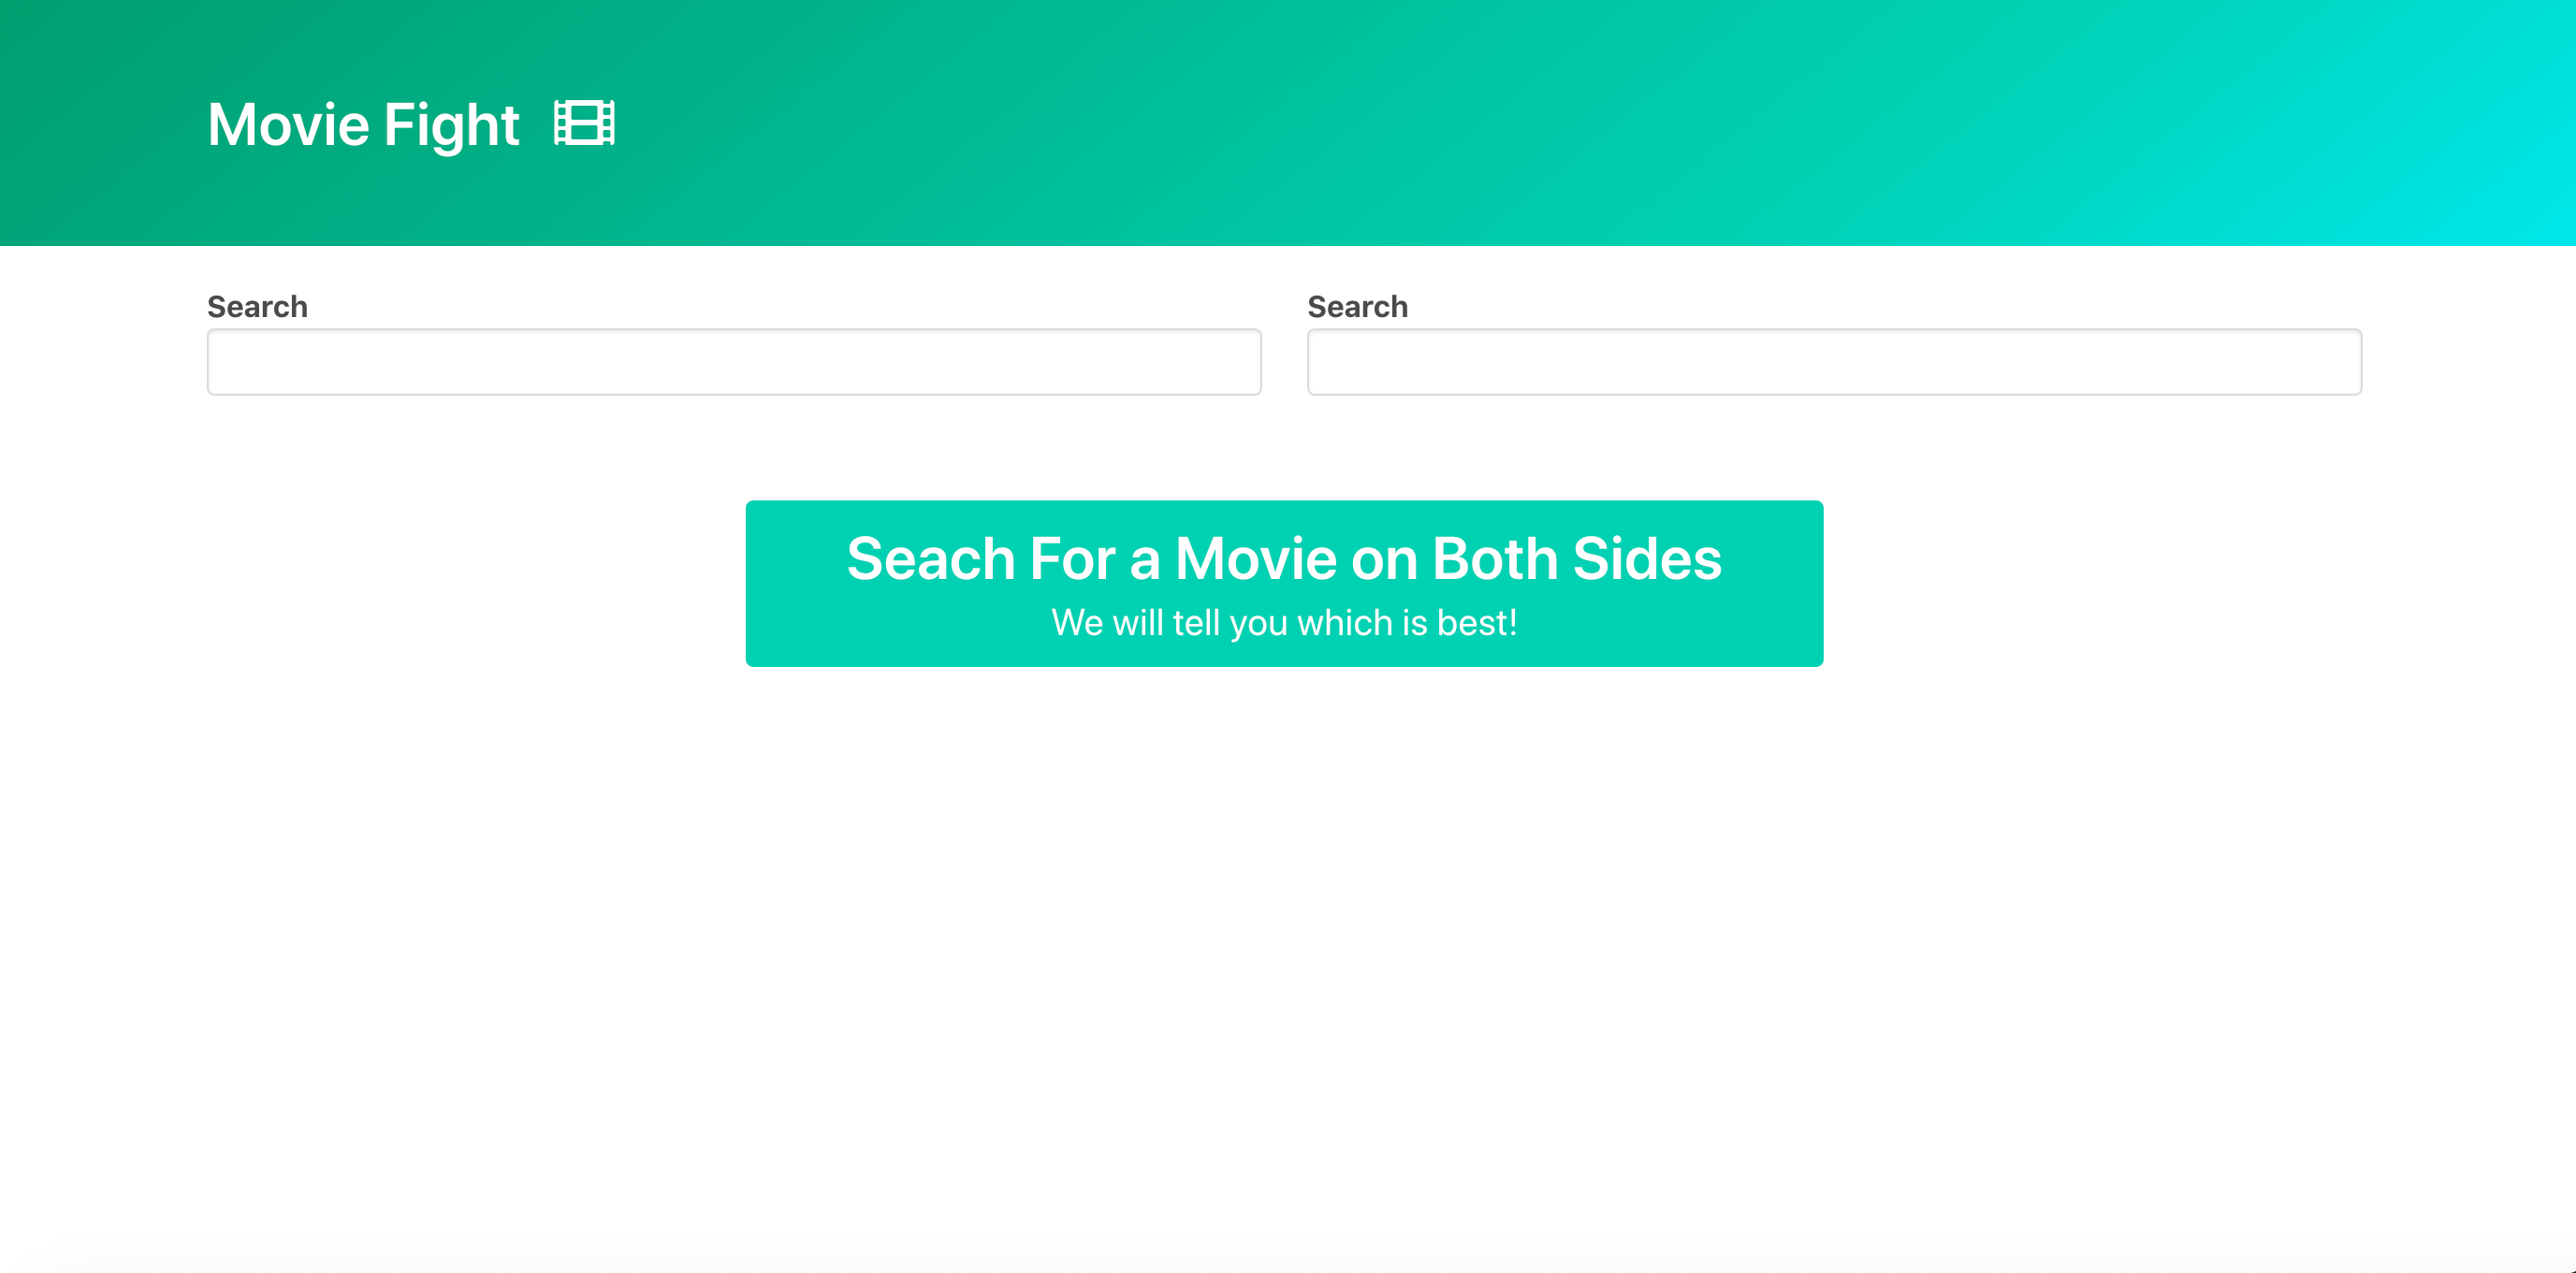 Movie Fight
Search
Search
Seach For a Movie on Both Sides
We will tell you which is best!